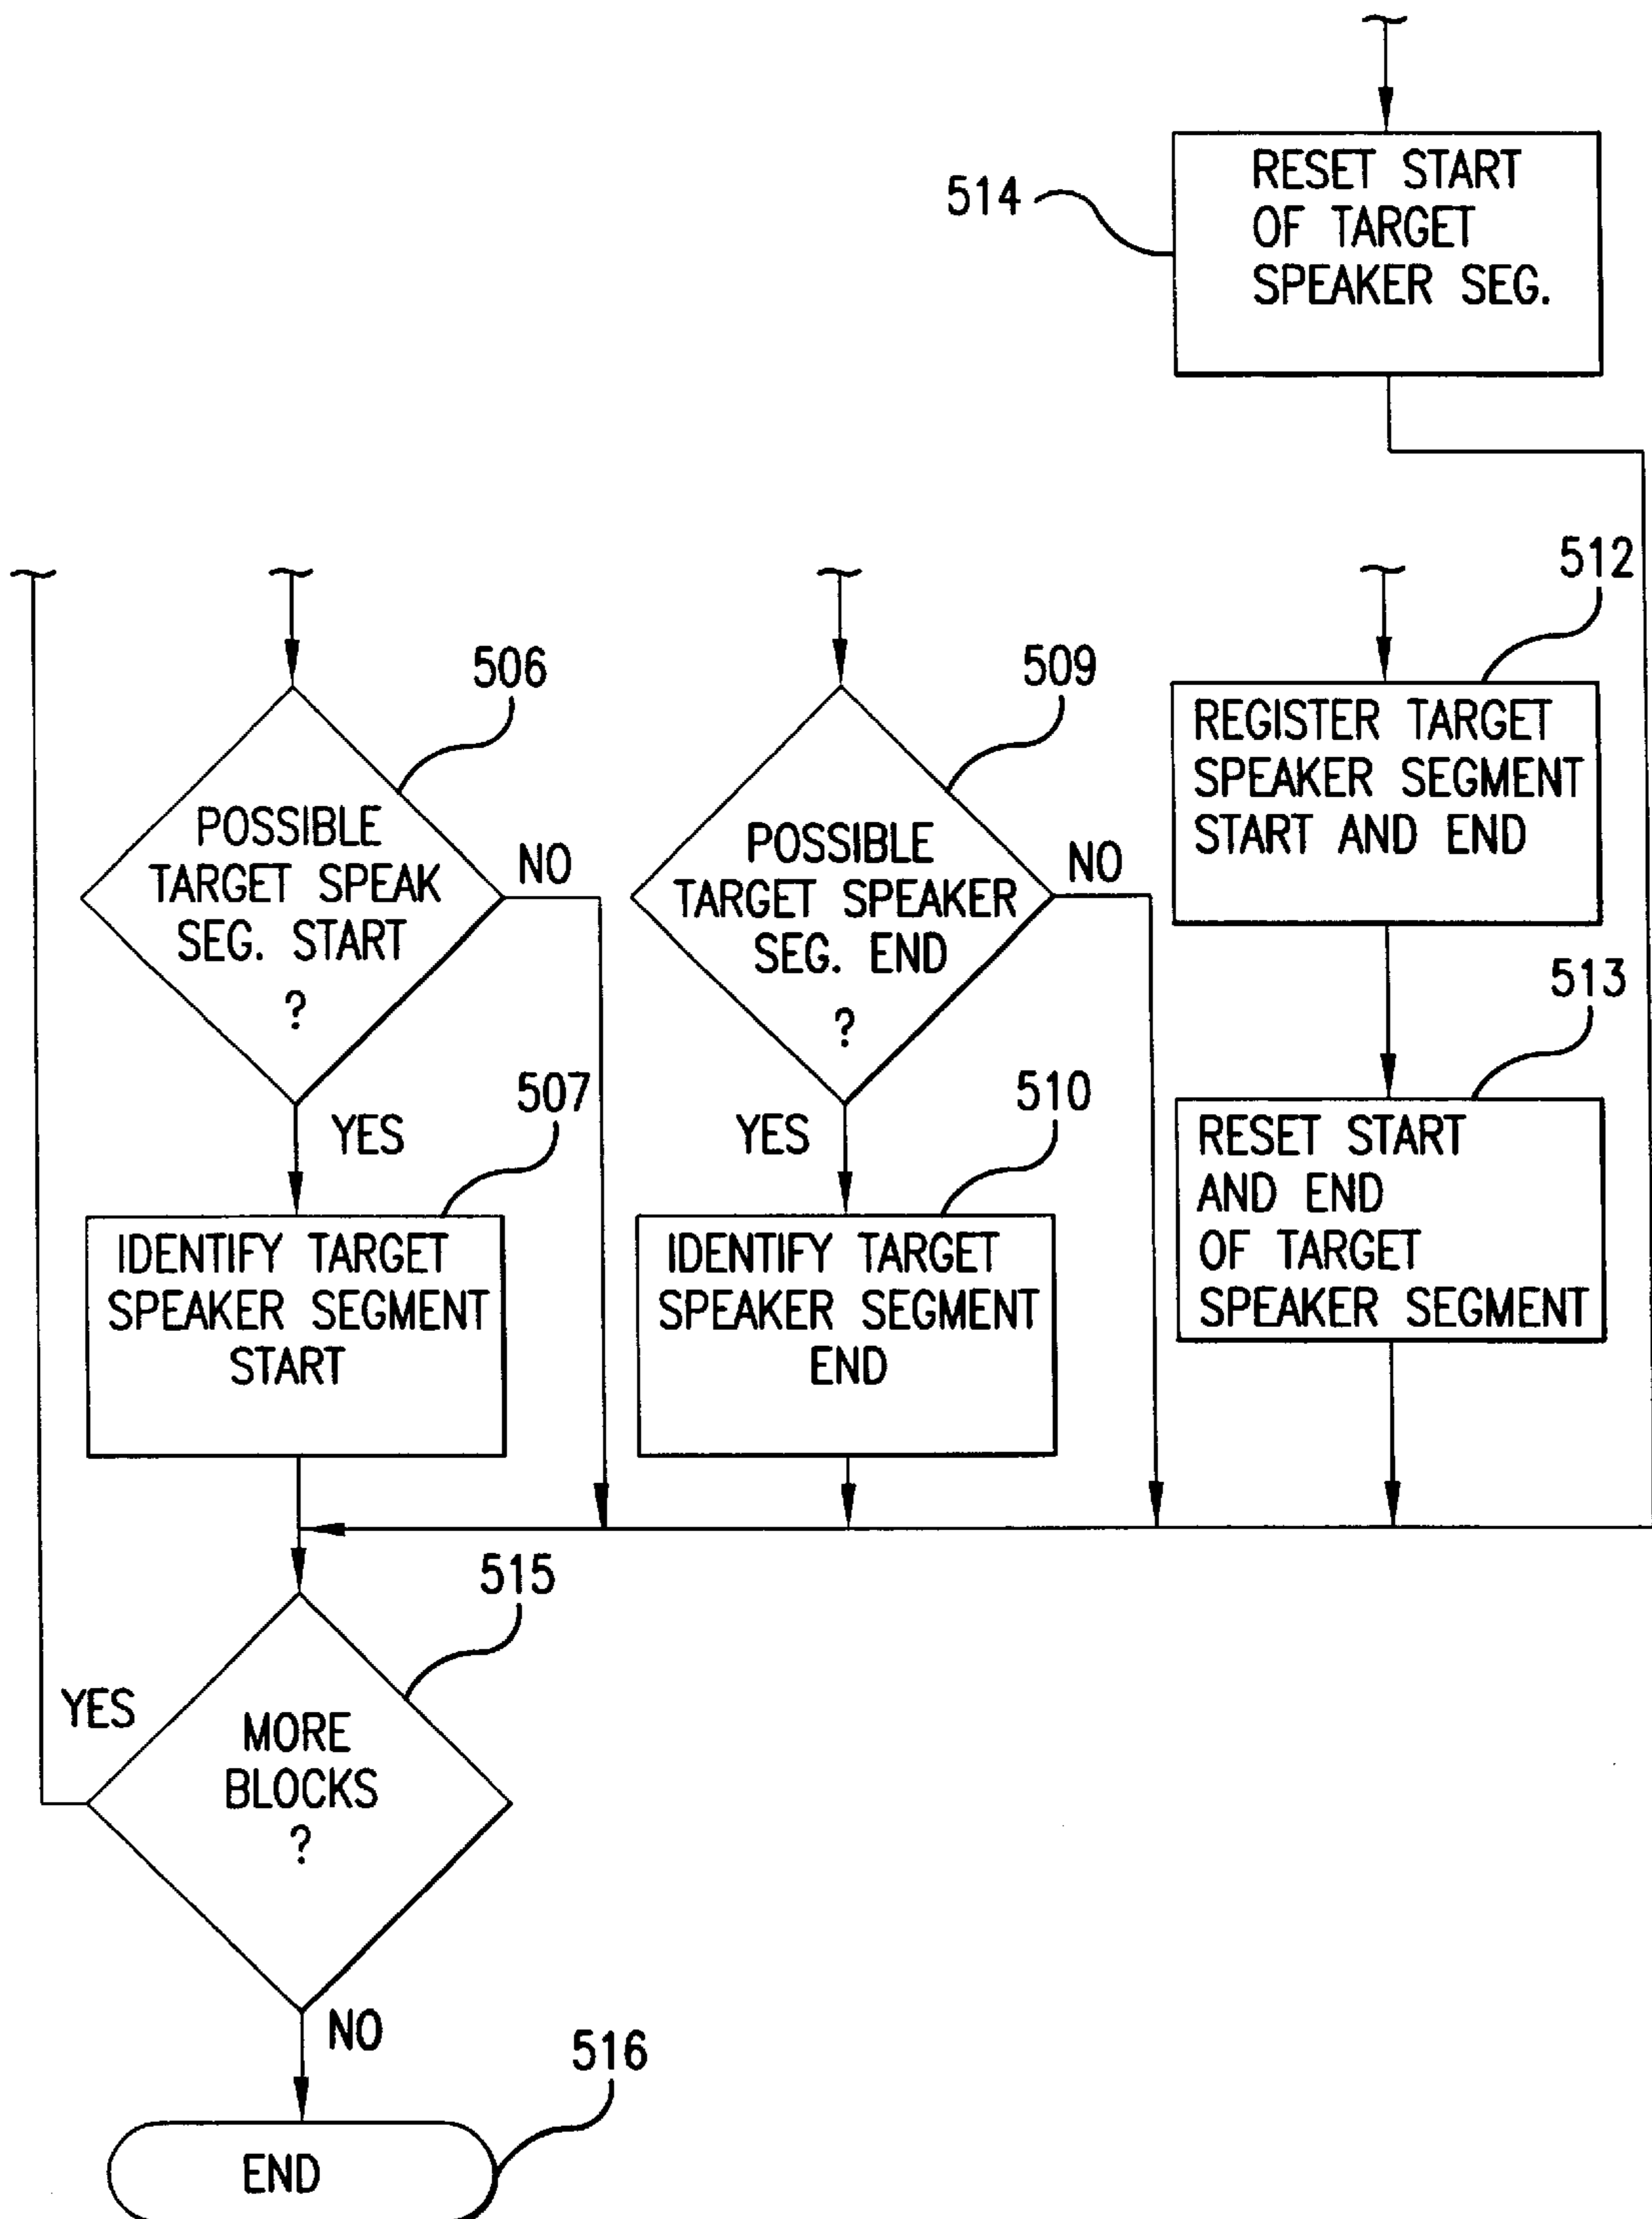 514
RESET START
OF TARGET
SPEAKER SEG.
506
POSSIBLE
TARGET SPEAK
SEG. START
?
NO
YES
507
IDENTIFY TARGET
SPEAKER SEGMENT
START
509
POSSIBLE
TARGET SPEAKER
SEG. END
?
NO
YES
510
IDENTIFY TARGET
SPEAKER SEGMENT
END
512
REGISTER TARGET
SPEAKER SEGMENT
START AND END
513
RESET START
AND END
OF TARGET
SPEAKER SEGMENT
515
MORE
BLOCKS
?
YES
NO
516
END